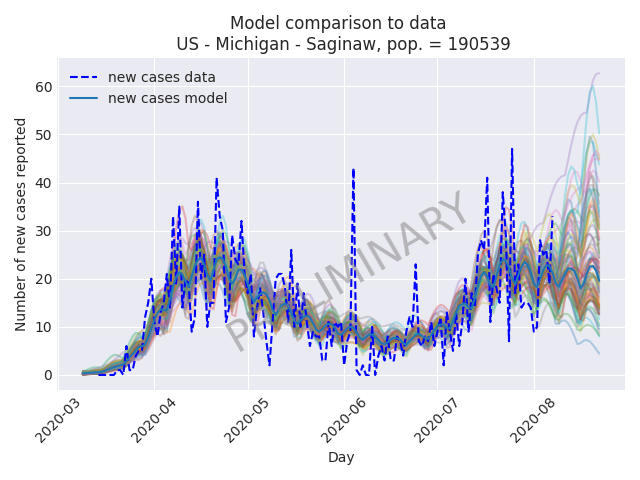 Model comparison to data
US - Michigan - Saginaw, pop. = 190539
new cases data
new cases model
PRELIMINARY
Number of new cases reported
60
50
40
30
20
10
0
2020-03
2020-04
2020-05
2020-06
2020-07
2020-08
Day